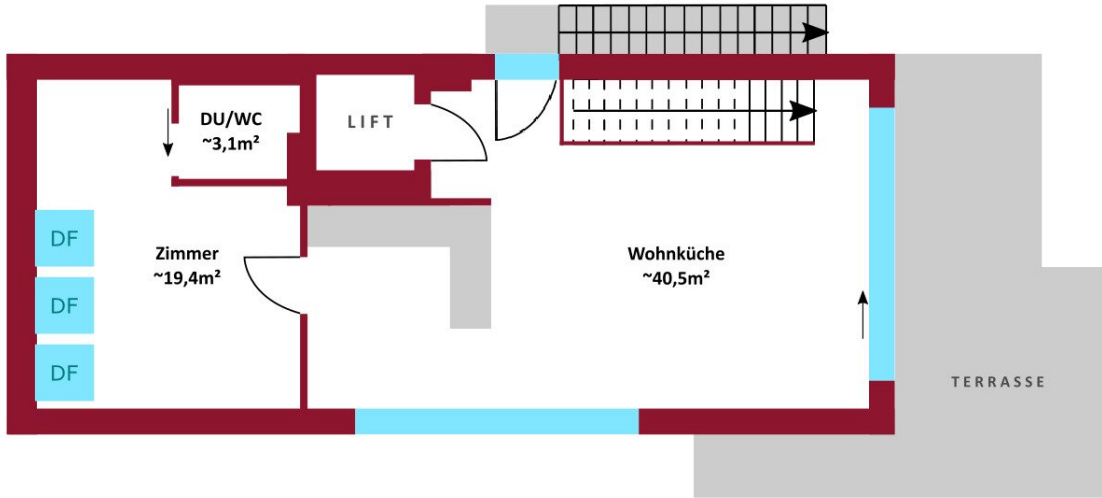 DU/WC
~3,1m²
LIFT
DF
Zimmer
~19,4m²
Wohnküche
~40,5m²
DF
DF
TERRASSE